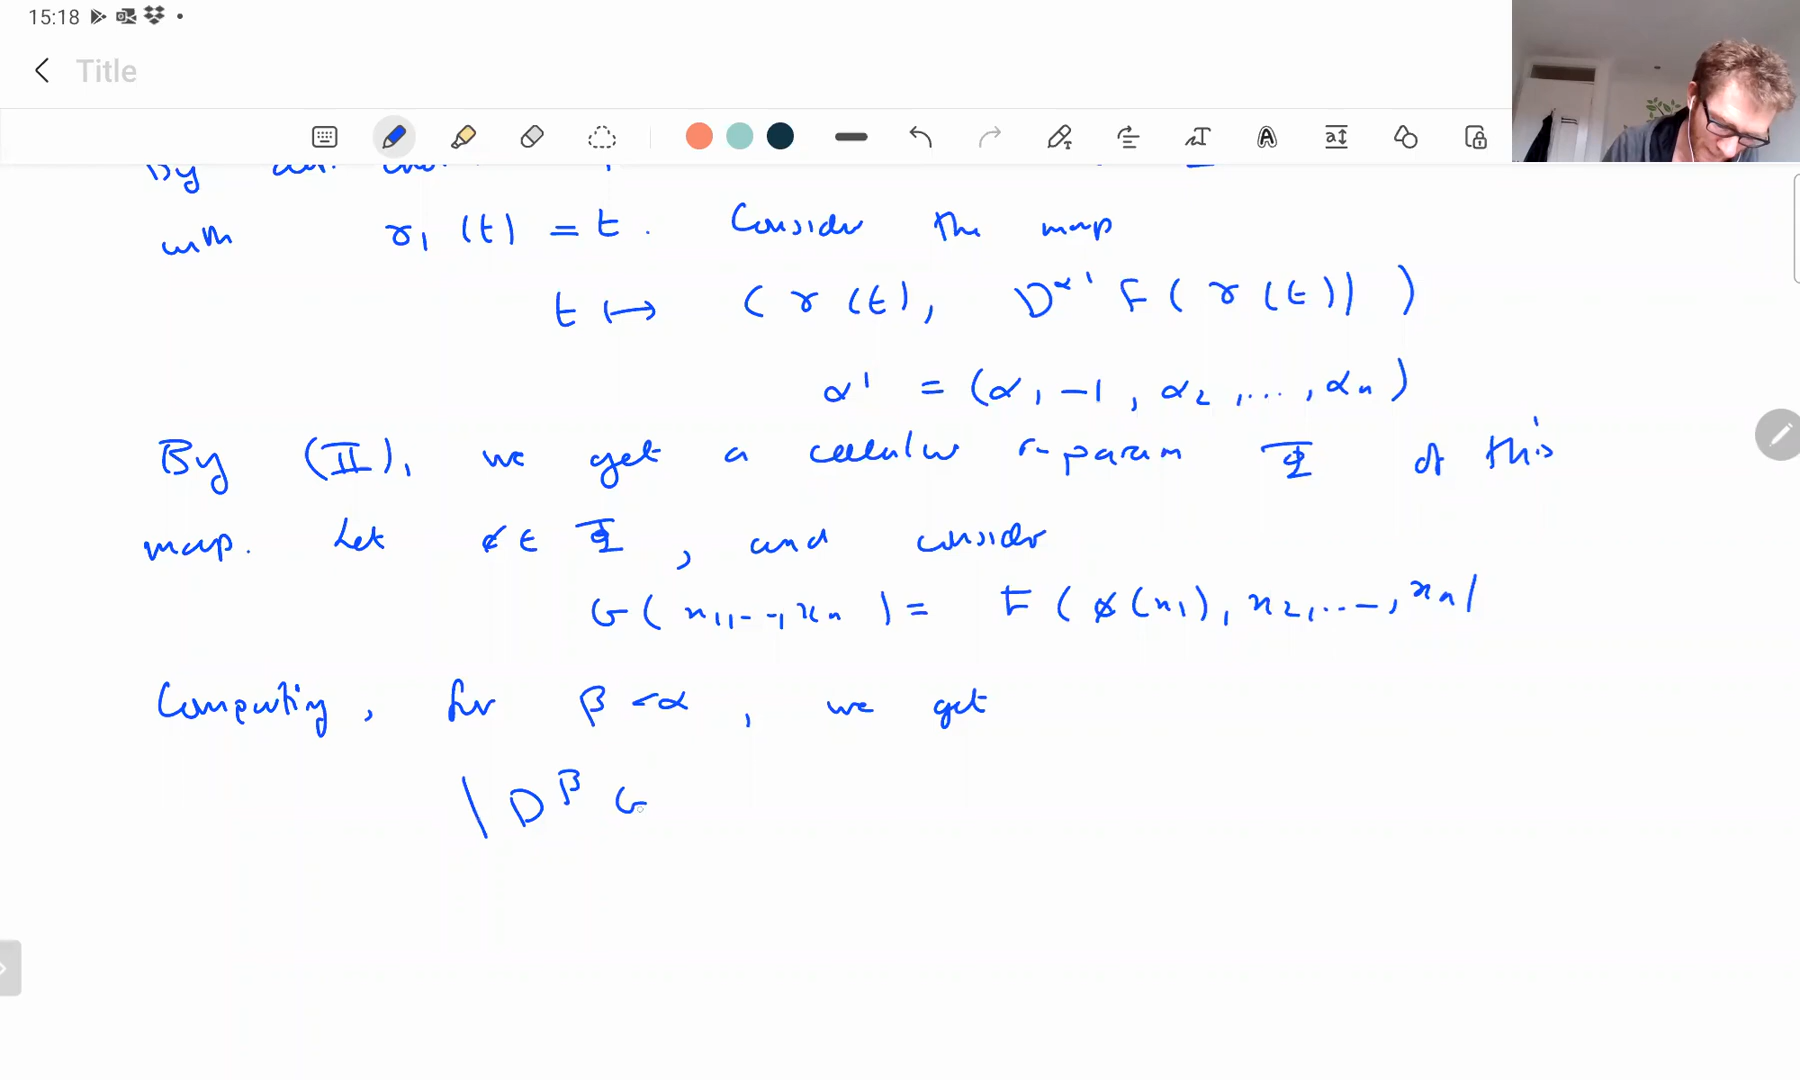 15:18
Title
By
with γ₁(t) = t. Consider the map
t ↦ (γ(t), D^{α'} F(γ(t)))
α' = (α₁-1, α₂, ..., αₙ)
By (II), we get a cellular r-param Φ of this
map. Let ϕ ∈ Φ, and consider
G(x₁, .., xₙ) = F(ϕ(x₁), x₂, ..., xₙ)
Computing, for β < α, we get
|D^β G